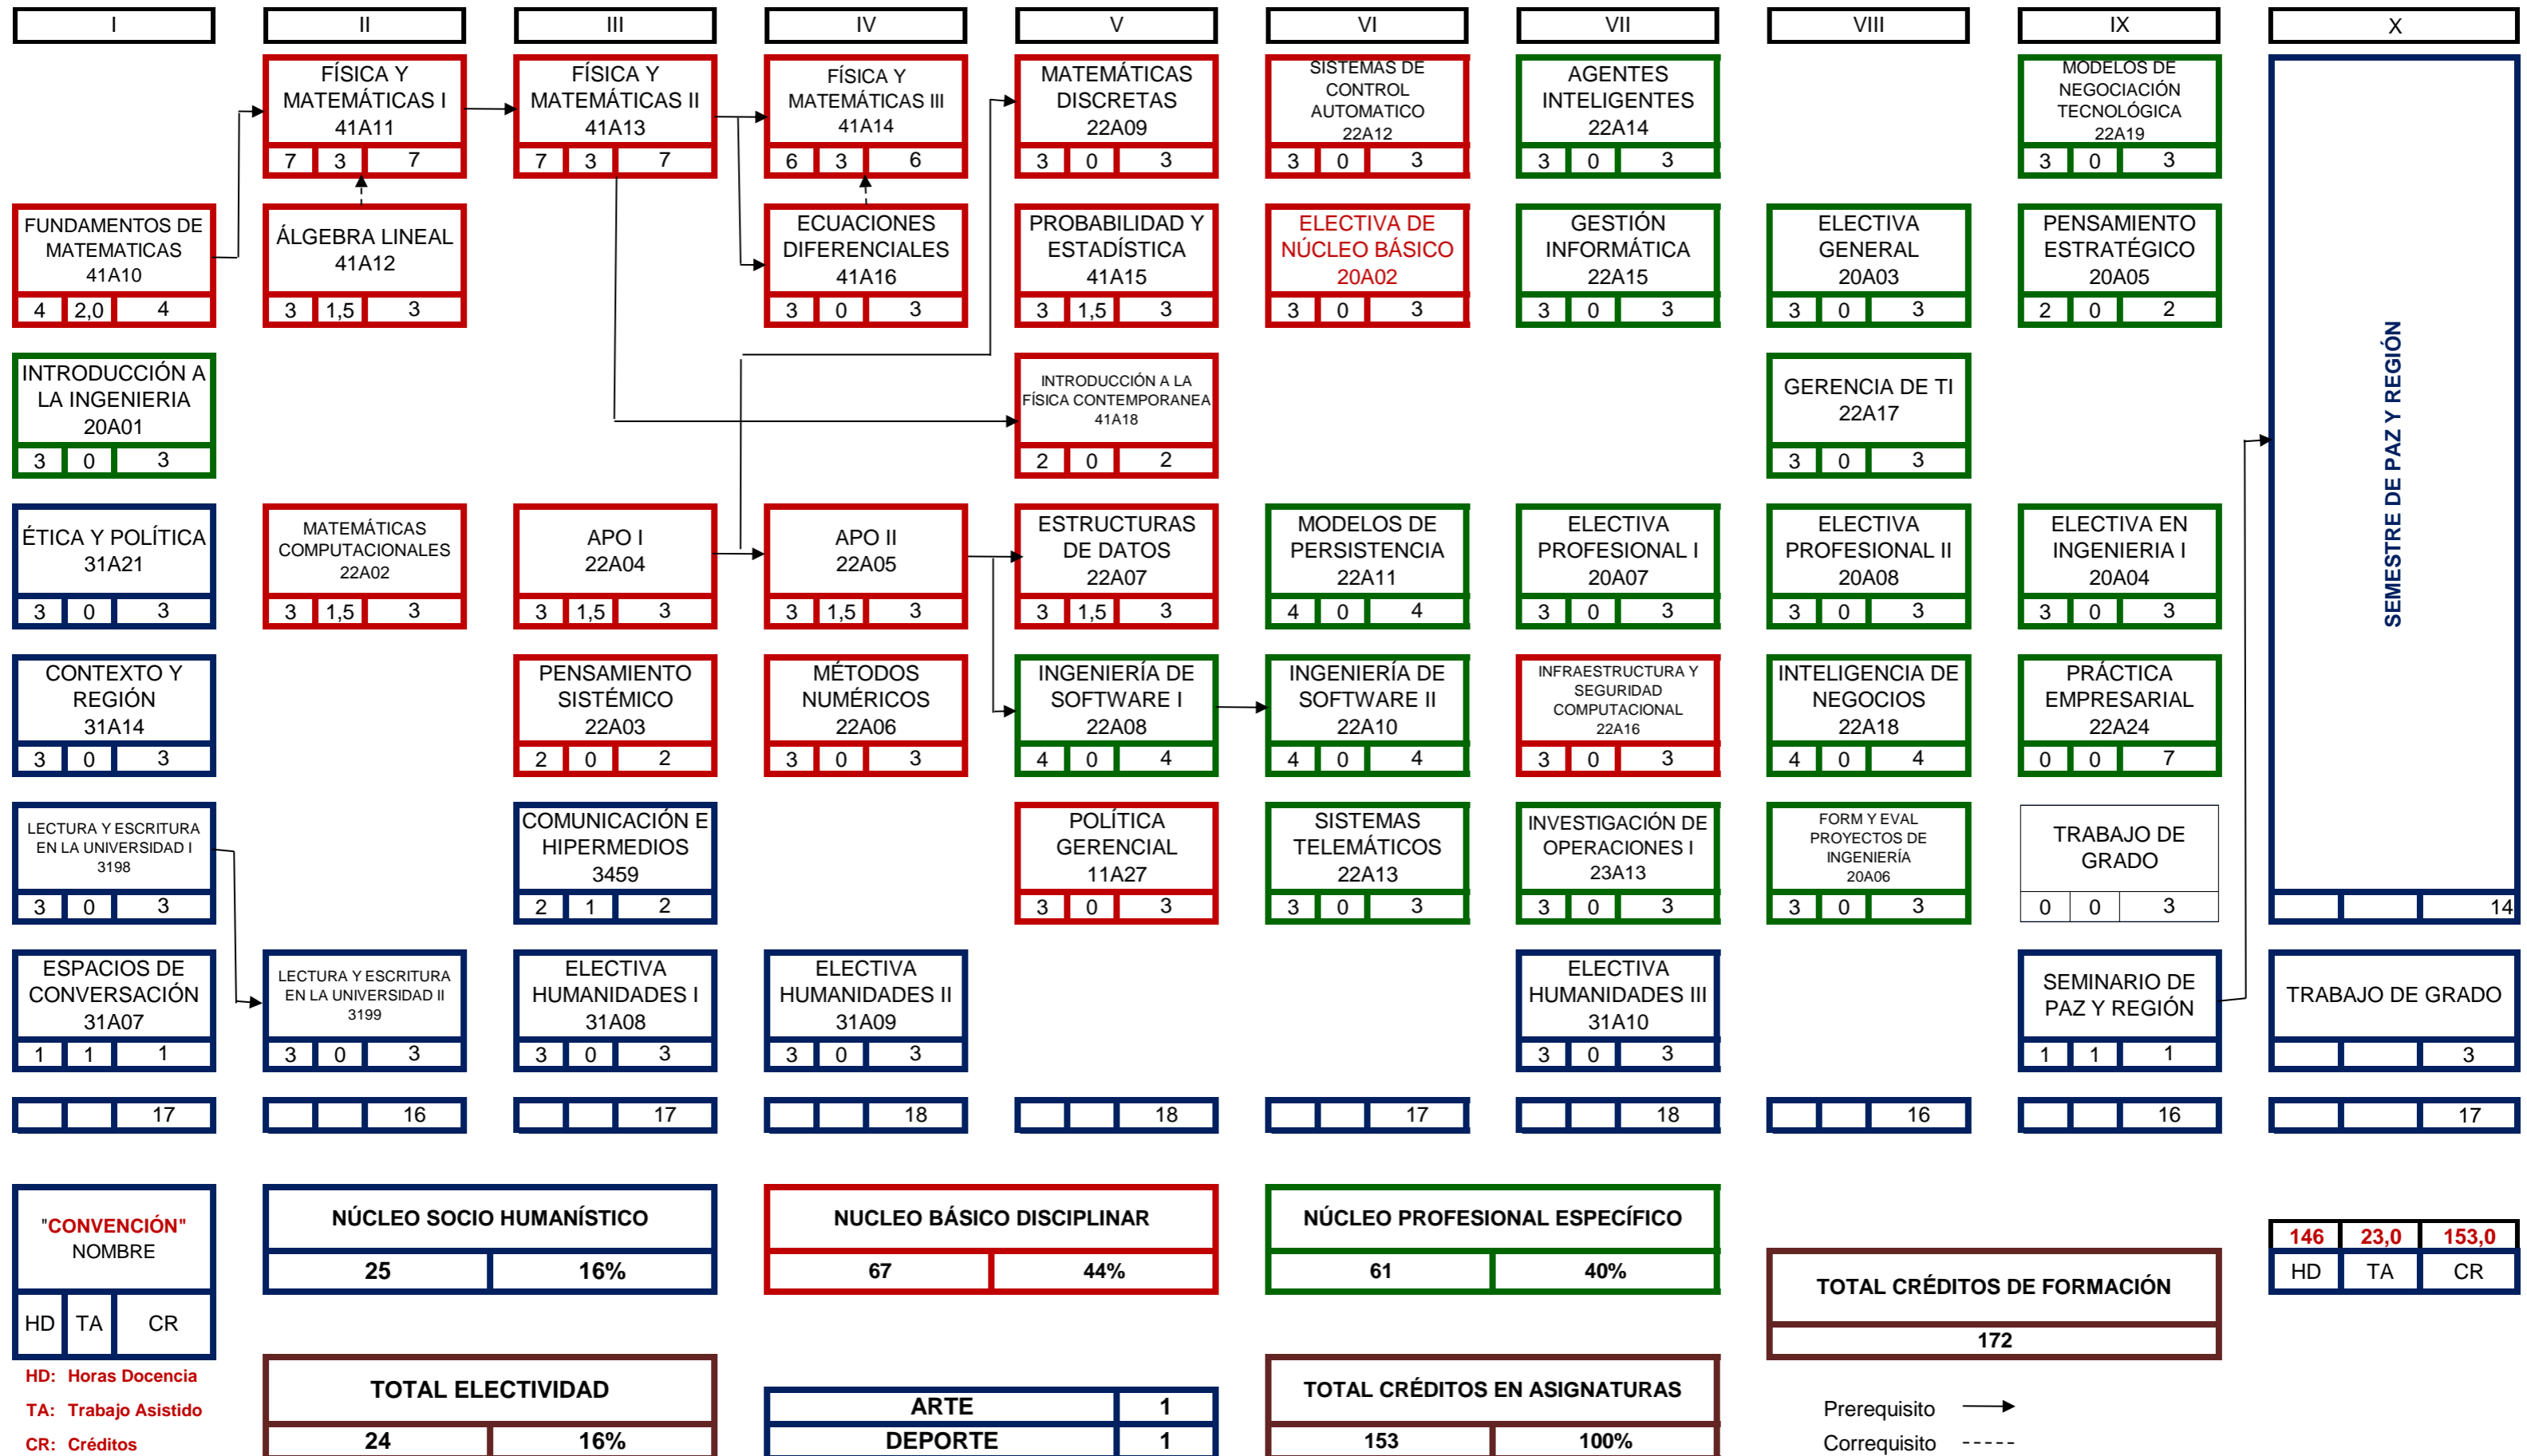 I
II
III
IV
V
VI
VII
VIII
IX
X
FÍSICA Y
MATEMÁTICAS I
41A11
7 3 7
FÍSICA Y
MATEMÁTICAS II
41A13
7 3 7
FÍSICA Y
MATEMÁTICAS III
41A14
6 3 6
MATEMÁTICAS
DISCRETAS
22A09
3 0 3
SISTEMAS DE
CONTROL
AUTOMATICO
22A12
3 0 3
AGENTES
INTELIGENTES
22A14
3 0 3
MODELOS DE
NEGOCIACIÓN
TECNOLÓGICA
22A19
3 0 3
FUNDAMENTOS DE
MATEMATICAS
41A10
4 2,0 4
ÁLGEBRA LINEAL
41A12
3 1,5 3
ECUACIONES
DIFERENCIALES
41A16
3 0 3
PROBABILIDAD Y
ESTADÍSTICA
41A15
3 1,5 3
ELECTIVA DE
NÚCLEO BÁSICO
20A02
3 0 3
GESTIÓN
INFORMÁTICA
22A15
3 0 3
ELECTIVA
GENERAL
20A03
3 0 3
PENSAMIENTO
ESTRATÉGICO
20A05
2 0 2
SEMESTRE DE PAZ Y REGIÓN
14
INTRODUCCIÓN A
LA INGENIERIA
20A01
3 0 3
INTRODUCCIÓN A LA
FÍSICA CONTEMPORANEA
41A18
2 0 2
GERENCIA DE TI
22A17
3 0 3
ÉTICA Y POLÍTICA
31A21
3 0 3
MATEMÁTICAS
COMPUTACIONALES
22A02
3 1,5 3
APO I
22A04
3 1,5 3
APO II
22A05
3 1,5 3
ESTRUCTURAS
DE DATOS
22A07
3 1,5 3
MODELOS DE
PERSISTENCIA
22A11
4 0 4
ELECTIVA
PROFESIONAL I
20A07
3 0 3
ELECTIVA
PROFESIONAL II
20A08
3 0 3
ELECTIVA EN
INGENIERIA I
20A04
3 0 3
CONTEXTO Y
REGIÓN
31A14
3 0 3
PENSAMIENTO
SISTÉMICO
22A03
2 0 2
MÉTODOS
NUMÉRICOS
22A06
3 0 3
INGENIERÍA DE
SOFTWARE I
22A08
4 0 4
INGENIERÍA DE
SOFTWARE II
22A10
4 0 4
INFRAESTRUCTURA Y
SEGURIDAD
COMPUTACIONAL
22A16
3 0 3
INTELIGENCIA DE
NEGOCIOS
22A18
4 0 4
PRÁCTICA
EMPRESARIAL
22A24
0 0 7
LECTURA Y ESCRITURA
EN LA UNIVERSIDAD I
3198
3 0 3
COMUNICACIÓN E
HIPERMEDIOS
3459
2 1 2
POLÍTICA
GERENCIAL
11A27
3 0 3
SISTEMAS
TELEMÁTICOS
22A13
3 0 3
INVESTIGACIÓN DE
OPERACIONES I
23A13
3 0 3
FORM Y EVAL
PROYECTOS DE
INGENIERÍA
20A06
3 0 3
TRABAJO DE
GRADO
0 0 3
ESPACIOS DE
CONVERSACIÓN
31A07
1 1 1
LECTURA Y ESCRITURA
EN LA UNIVERSIDAD II
3199
3 0 3
ELECTIVA
HUMANIDADES I
31A08
3 0 3
ELECTIVA
HUMANIDADES II
31A09
3 0 3
ELECTIVA
HUMANIDADES III
31A10
3 0 3
SEMINARIO DE
PAZ Y REGIÓN
1 1 1
TRABAJO DE GRADO
3
17
16
17
18
18
17
18
16
16
17
"CONVENCIÓN"
NOMBRE
HD TA CR
HD: Horas Docencia
TA: Trabajo Asistido
CR: Créditos
NÚCLEO SOCIO HUMANÍSTICO
25 16%
NUCLEO BÁSICO DISCIPLINAR
67 44%
NÚCLEO PROFESIONAL ESPECÍFICO
61 40%
TOTAL CRÉDITOS DE FORMACIÓN
172
146 23,0 153,0
HD TA CR
TOTAL ELECTIVIDAD
24 16%
ARTE 1
DEPORTE 1
TOTAL CRÉDITOS EN ASIGNATURAS
153 100%
Prerequisito
Correquisito